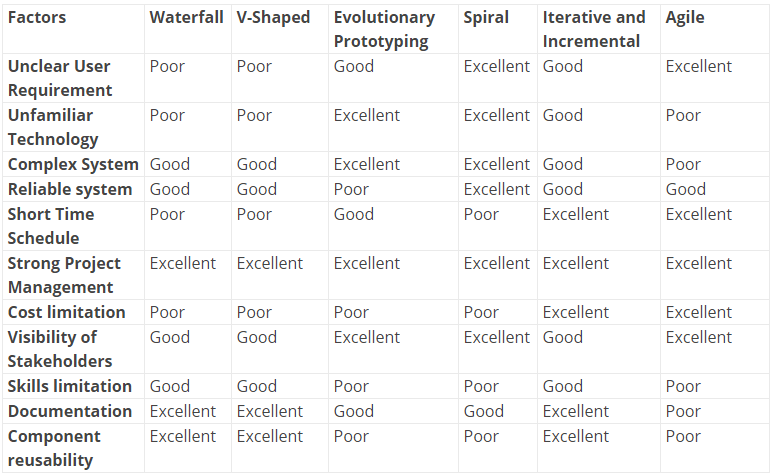 Factors Waterfall V-Shaped Evolutionary Prototyping Spiral Iterative and Incremental Agile
Unclear User Requirement Poor Poor Good Excellent Good Excellent
Unfamiliar Technology Poor Poor Excellent Excellent Good Poor
Complex System Good Good Excellent Excellent Good Poor
Reliable system Good Good Poor Excellent Good Good
Short Time Schedule Poor Poor Good Poor Excellent Excellent
Strong Project Management Excellent Excellent Excellent Excellent Excellent Excellent
Cost limitation Poor Poor Poor Poor Excellent Excellent
Visibility of Stakeholders Good Good Excellent Excellent Good Excellent
Skills limitation Good Good Poor Poor Good Poor
Documentation Excellent Excellent Good Good Excellent Poor
Component reusability Excellent Excellent Poor Poor Excellent Poor